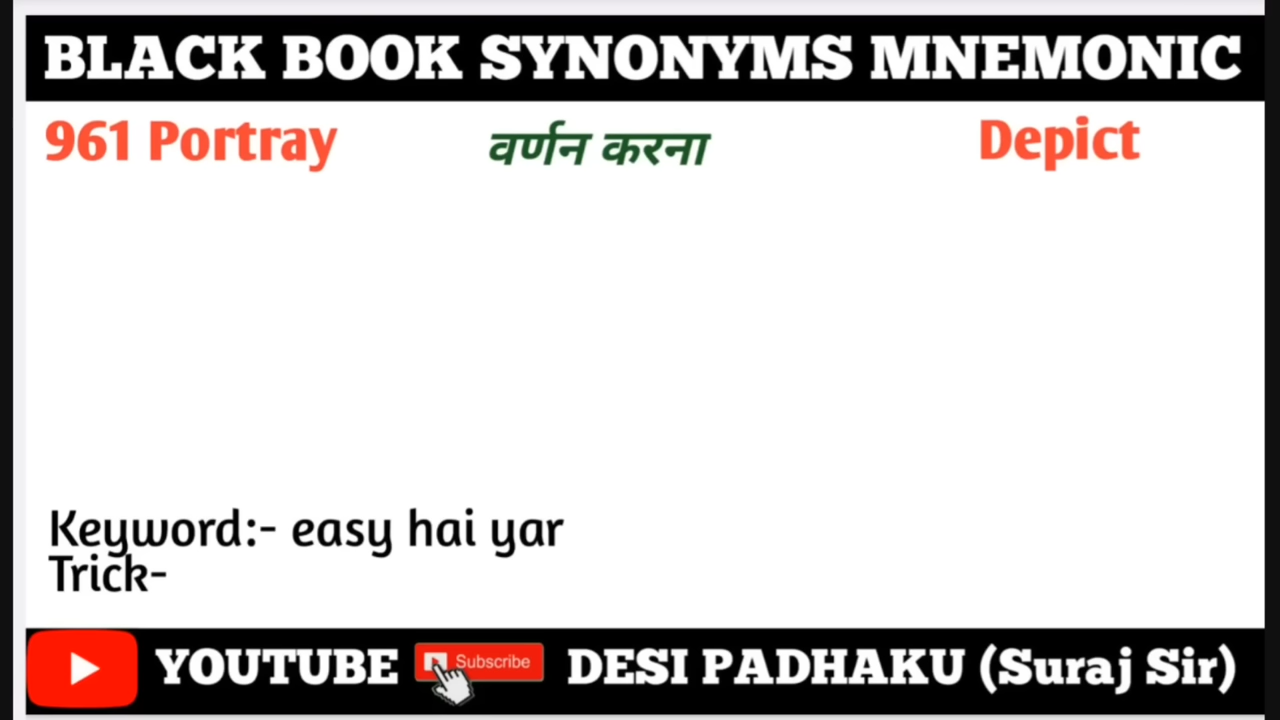 BLACK BOOK SYNONYMS MNEMONIC
961 Portray वर्णन करना Depict
Keyword:- easy hai yar
Trick-
YOUTUBE Subscribe DESI PADHAKU (Suraj Sir)